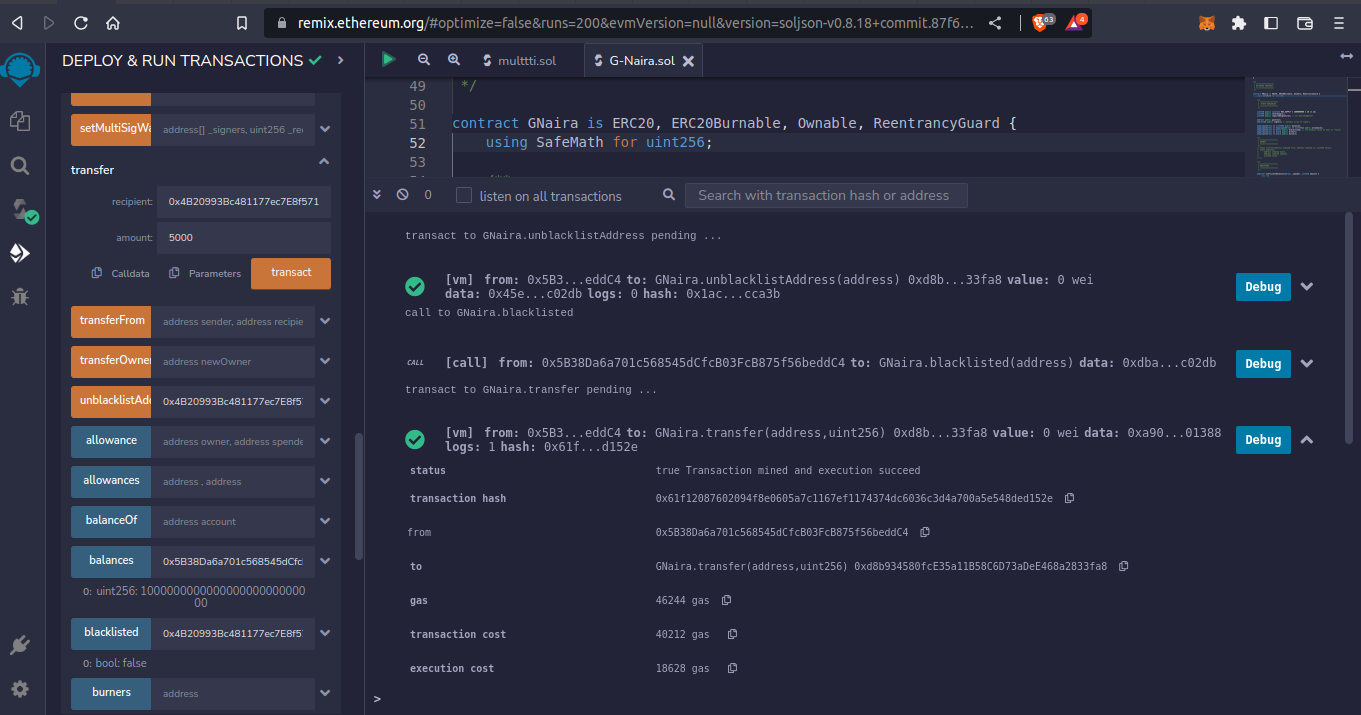 remix.ethereum.org/#optimize=false&runs=200&evmVersion=null&version=soljson-v0.8.18+commit.87f6…
63
4
DEPLOY & RUN TRANSACTIONS
multtti.sol
G-Naira.sol
49 */
50
51 contract GNaira is ERC20, ERC20Burnable, Ownable, ReentrancyGuard {
52 using SafeMath for uint256;
53
setMultiSigWa
address[] _signers, uint256 _rec
transfer
recipient:
0x4B20993Bc481177ec7E8f571
amount:
5000
Calldata
Parameters
transact
transferFrom
address sender, address recipie
transferOwner
address newOwner
unblacklistAdd
0x4B20993Bc481177ec7E8f57
allowance
address owner, address spende
allowances
address , address
balanceOf
address account
balances
0x5B38Da6a701c568545dCfcl
0: uint256: 10000000000000000000000000
00
blacklisted
0x4B20993Bc481177ec7E8f57
0: bool: false
burners
address
0
listen on all transactions
Search with transaction hash or address
transact to GNaira.unblacklistAddress pending ...
[vm] from: 0x5B3...eddC4 to: GNaira.unblacklistAddress(address) 0xd8b...33fa8 value: 0 wei
data: 0x45e...c02db logs: 0 hash: 0x1ac...cca3b
Debug
call to GNaira.blacklisted
CALL
[call] from: 0x5B38Da6a701c568545dCfcB03FcB875f56beddC4 to: GNaira.blacklisted(address) data: 0xdba...c02db
Debug
transact to GNaira.transfer pending ...
[vm] from: 0x5B3...eddC4 to: GNaira.transfer(address,uint256) 0xd8b...33fa8 value: 0 wei data: 0xa90...01388
logs: 1 hash: 0x61f...d152e
Debug
status
true Transaction mined and execution succeed
transaction hash
0x61f12087602094f8e0605a7c1167ef1174374dc6036c3d4a700a5e548ded152e
from
0x5B38Da6a701c568545dCfcB03FcB875f56beddC4
to
GNaira.transfer(address,uint256) 0xd8b934580fcE35a11B58C6D73aDeE468a2833fa8
gas
46244 gas
transaction cost
40212 gas
execution cost
18628 gas
>